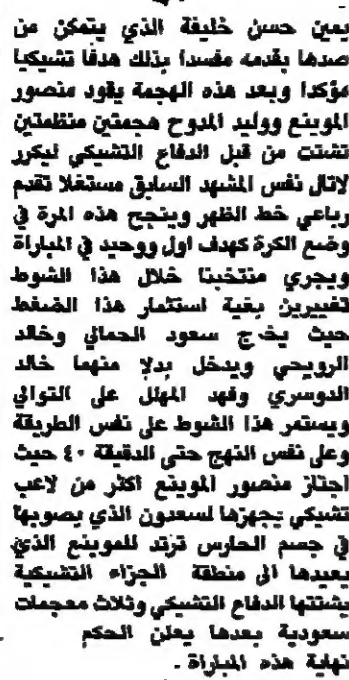 يمين حسن خليفة الذي يتمكن من
صدها بقدمه مفسدا بذلك هدفا تشيكيا
مؤكدا وبعد هذه الهجمة يقود منصور
الموينع ووليد المدوح هجمتين منظمتين
تشتت من قبل الدفاع التشيكي ليكرر
لاتال نفس المشهد السابق مستغلا تقدم
رباعي خط الظهر وينجح هذه المرة في
وضع الكرة كهدف اول ووحيد في المباراة
ويجري منتخبنا خلال هذا الشوط
تغييرين بغية استثمار هذا الضغط
حيث يخرج سعود الحمالي وخالد
الرويحي ويدخل بدلا منهما خالد
الدوسري وفهد المهلل على التوالي
ويستمر هذا الشوط على نفس الطريقة
وعلى نفس النهج حتى الدقيقة ٤٠ حيث
اجتاز منصور الموينع اكثر من لاعب
تشيكي يجهزها لسعدون الذي يصوبها
في جسم الحارس ترتد للموينع الذي
يعيدها الى منطقة الجزاء التشيكية
يشتتها الدفاع التشيكي وثلاث معجمات
سعودية بعدها يعلن الحكم
نهاية هذه المباراة .